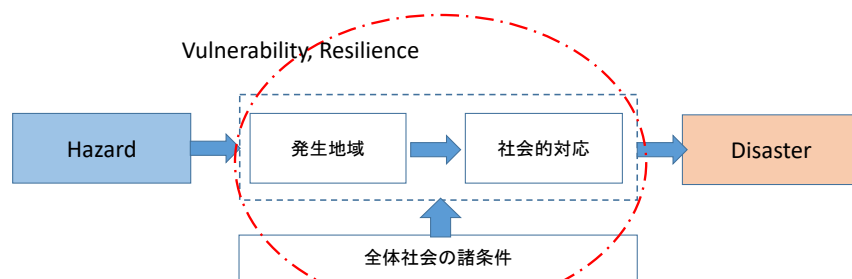 Vulnerability, Resilience
Hazard
発生地域
社会的対応
Disaster
全体社会の諸条件